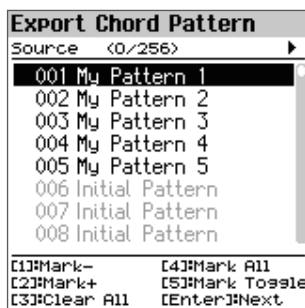 Export Chord Pattern
Source (0/256)
001 My Pattern 1
002 My Pattern 2
003 My Pattern 3
004 My Pattern 4
005 My Pattern 5
006 Initial Pattern
007 Initial Pattern
008 Initial Pattern
[1]:Mark- [4]:Mark All
[2]:Mark+ [5]:Mark Toggle
[3]:Clear All [Enter]:Next